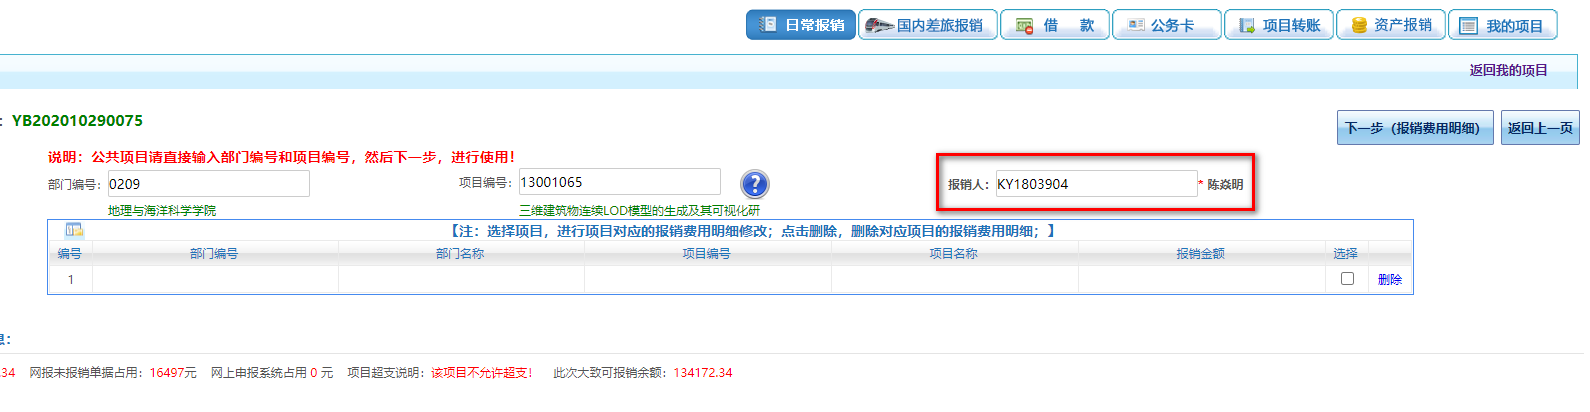 日常报销 国内差旅报销 借 款 公务卡 项目转账 资产报销 我的项目
返回我的项目
: YB202010290075
下一步（报销费用明细） 返回上一页
说明：公共项目请直接输入部门编号和项目编号，然后下一步，进行使用！
部门编号: 0209 项目编号: 13001065 ? 报销人: KY1803904 * 陈焱明
地理与海洋科学学院 三维建筑物连续LOD模型的生成及其可视化研
【注：选择项目，进行项目对应的报销费用明细修改；点击删除，删除对应项目的报销费用明细；】
编号 部门编号 部门名称 项目编号 项目名称 报销金额 选择
1 删除
息:
.34 网报未报销单据占用：16497元 网上申报系统占用 0 元 项目超支说明：该项目不允许超支！ 此次大致可报销余额：134172.34